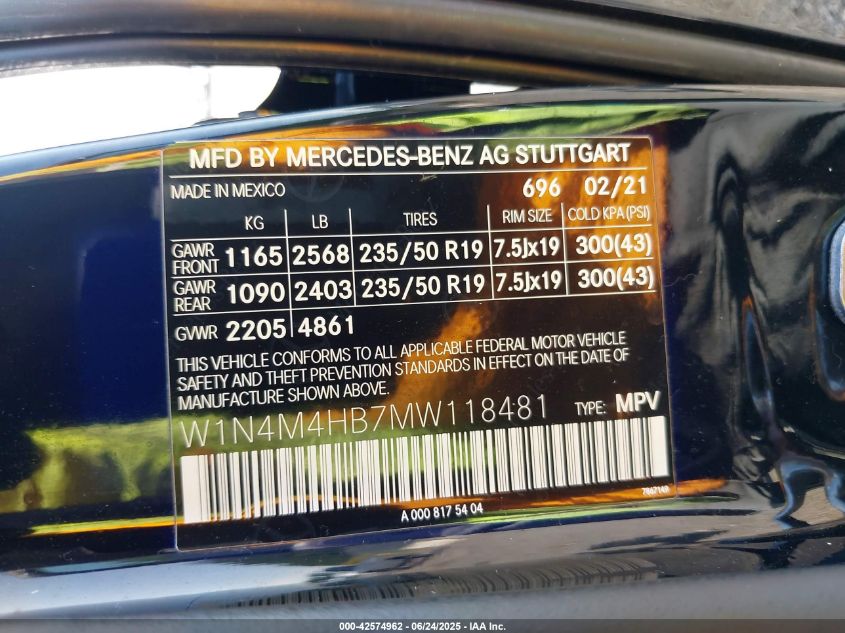 MFD BY MERCEDES-BENZ AG STUTTGART
MADE IN MEXICO 696 02/21
KG LB TIRES RIM SIZE COLD KPA (PSI)
GAWR FRONT 1165 2568 235/50 R19 7.5Jx19 300(43)
GAWR REAR 1090 2403 235/50 R19 7.5Jx19 300(43)
GVWR 2205 4861
THIS VEHICLE CONFORMS TO ALL APPLICABLE FEDERAL MOTOR VEHICLE
SAFETY AND THEFT PREVENTION STANDARDS IN EFFECT ON THE DATE OF
MANUFACTURE SHOWN ABOVE.
W1N4M4HB7MW118481 TYPE: MPV
7867149
A 000 817 54 04
000-42574962 - 06/24/2025 - IAA Inc.